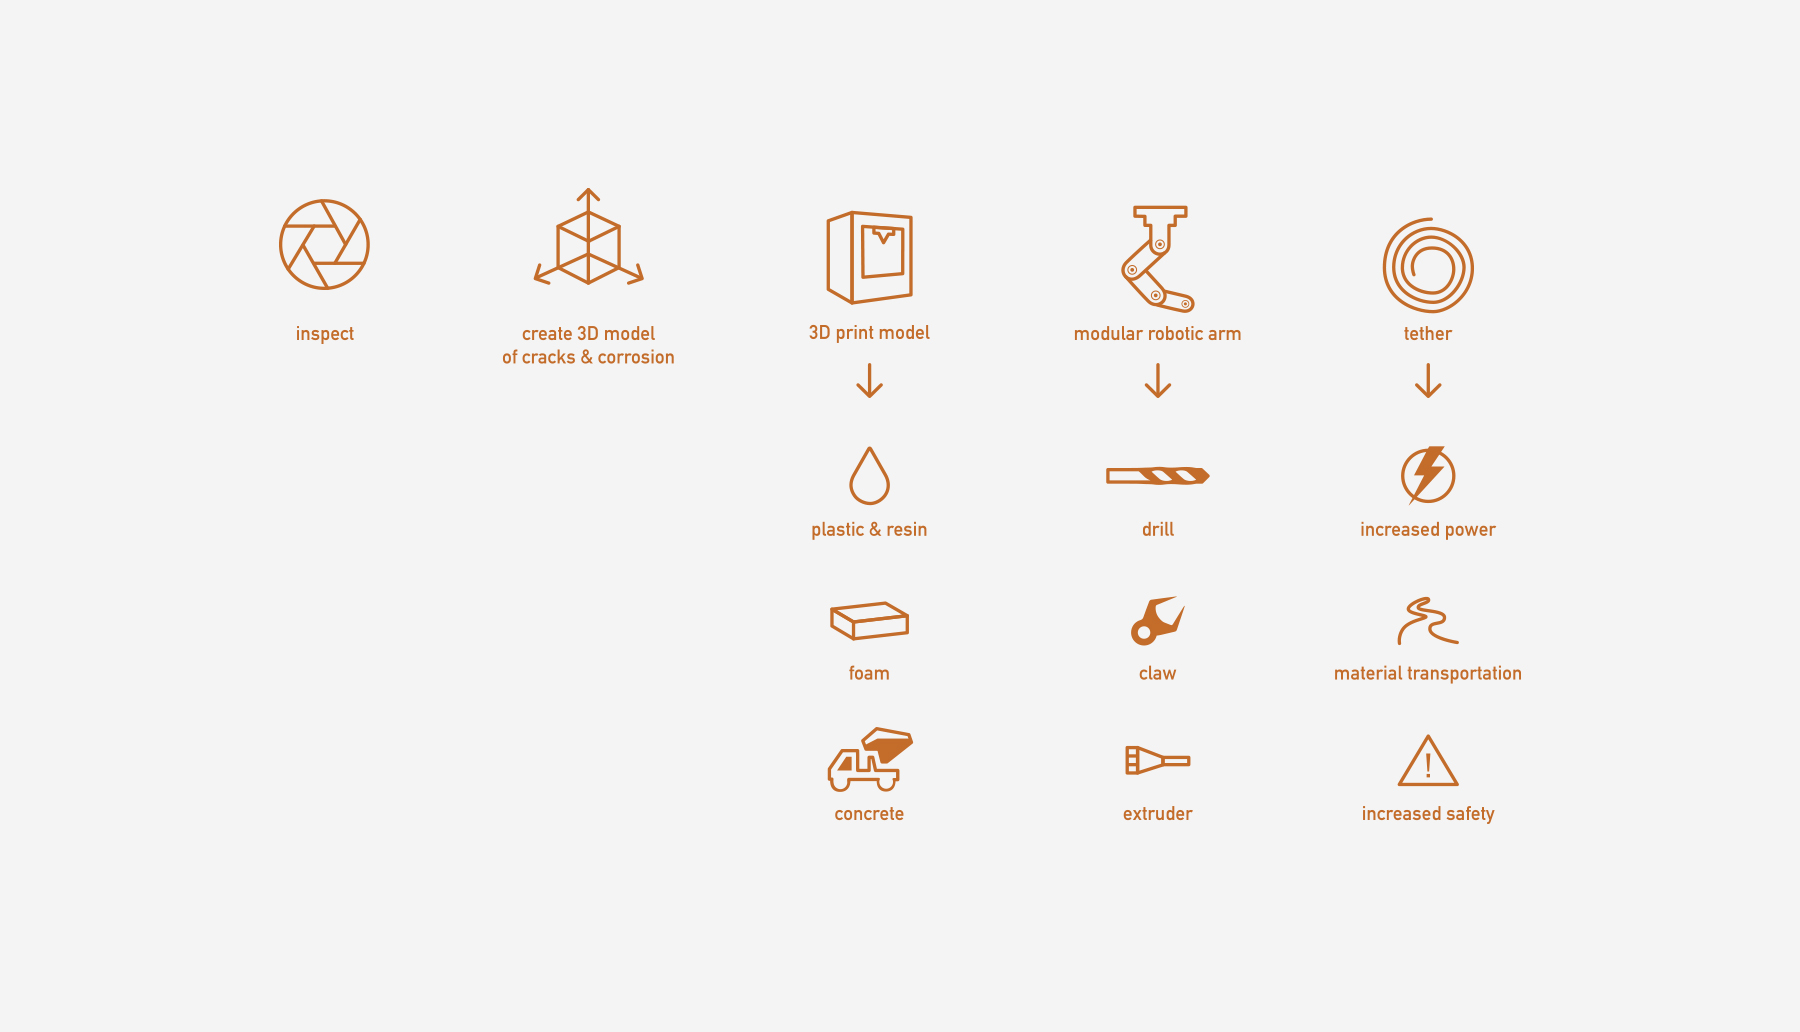 inspect
create 3D model
of cracks & corrosion
3D print model
modular robotic arm
tether
plastic & resin
drill
increased power
foam
claw
material transportation
!
concrete
extruder
increased safety